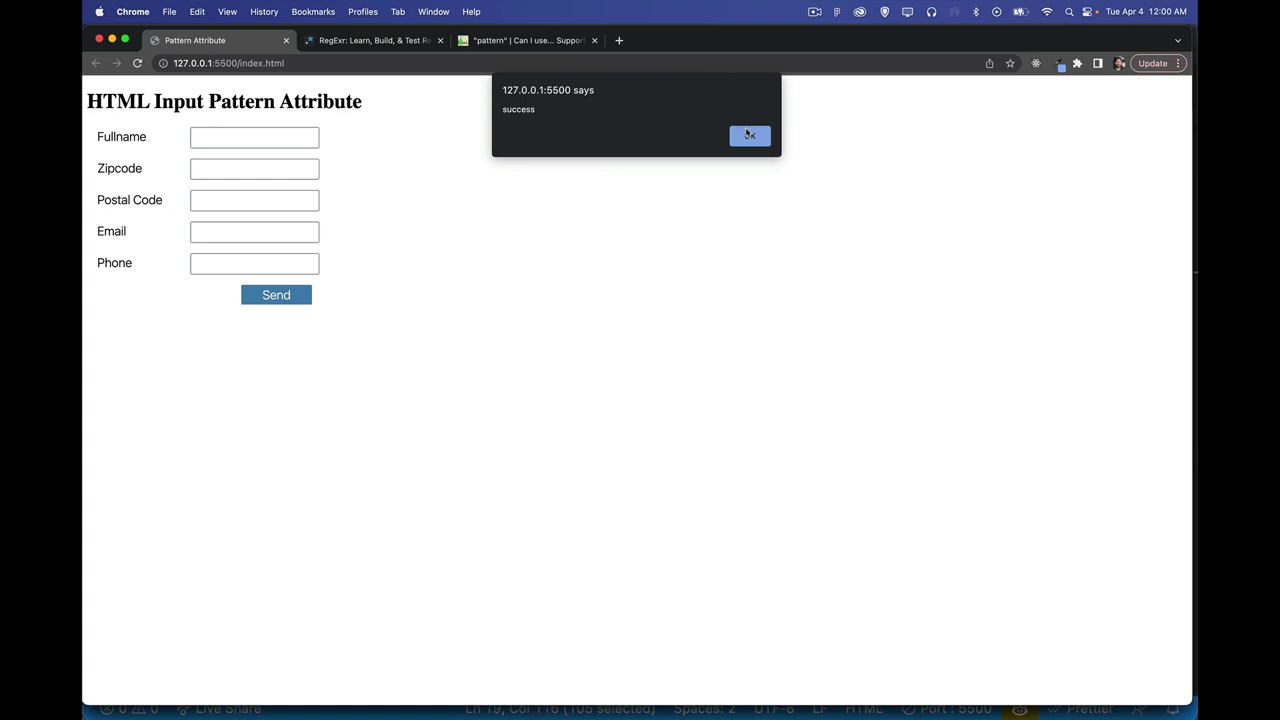 Chrome File Edit View History Bookmarks Profiles Tab Window Help Tue Apr 4 12:00 AM
Pattern Attribute RegExr: Learn, Build, & Test Re "pattern" | Can I use... Support
127.0.0.1:5500/index.html Update
127.0.0.1:5500 says
success
OK
HTML Input Pattern Attribute
Fullname
Zipcode
Postal Code
Email
Phone
Send
0 0 Live Share Ln 19, Col 116 (105 selected) Spaces: 2 UTF-8 LF HTML Port : 5500 Prettier